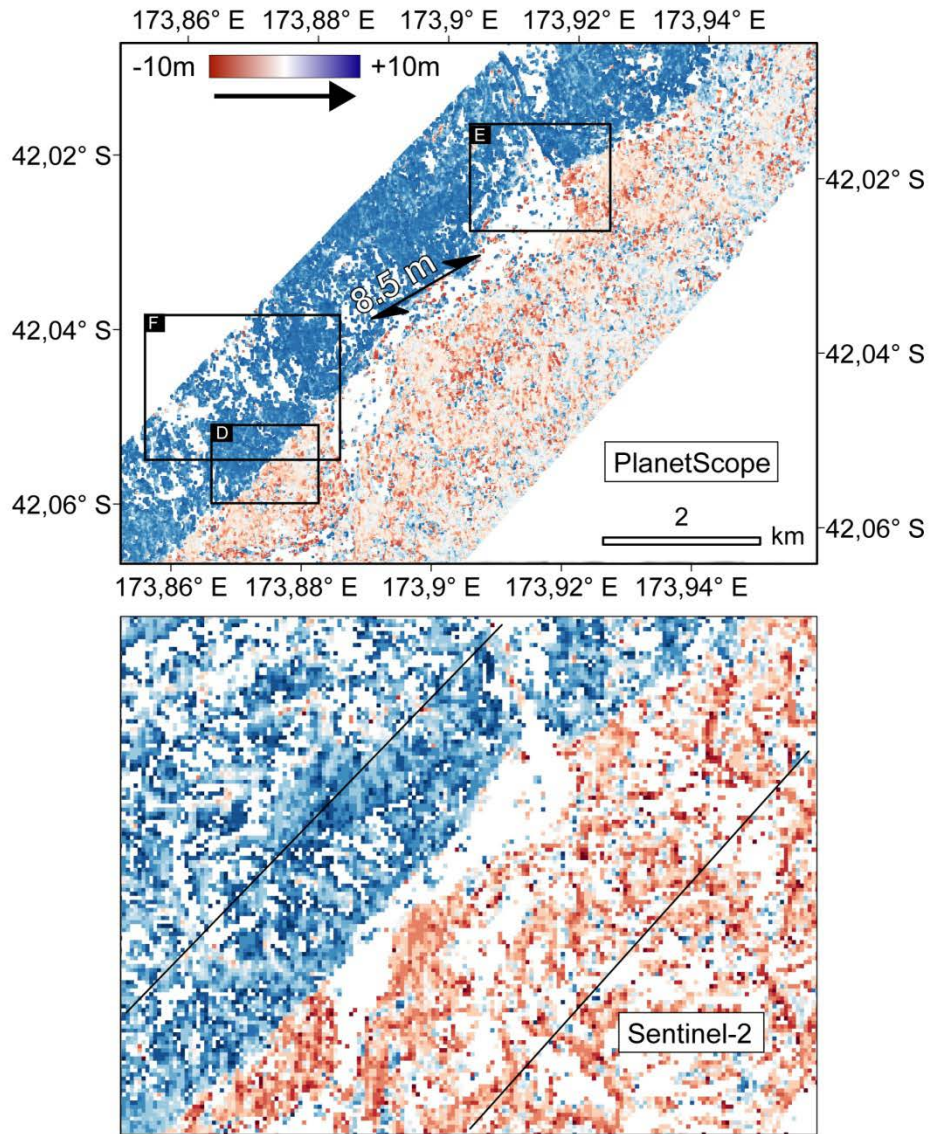 173,86° E 173,88° E 173,9° E 173,92° E 173,94° E
-10m +10m
E
42,02° S
42,02° S
8.5 m
F
42,04° S
42,04° S
D
PlanetScope
42,06° S
2
km
42,06° S
173,86° E 173,88° E 173,9° E 173,92° E 173,94° E
Sentinel-2